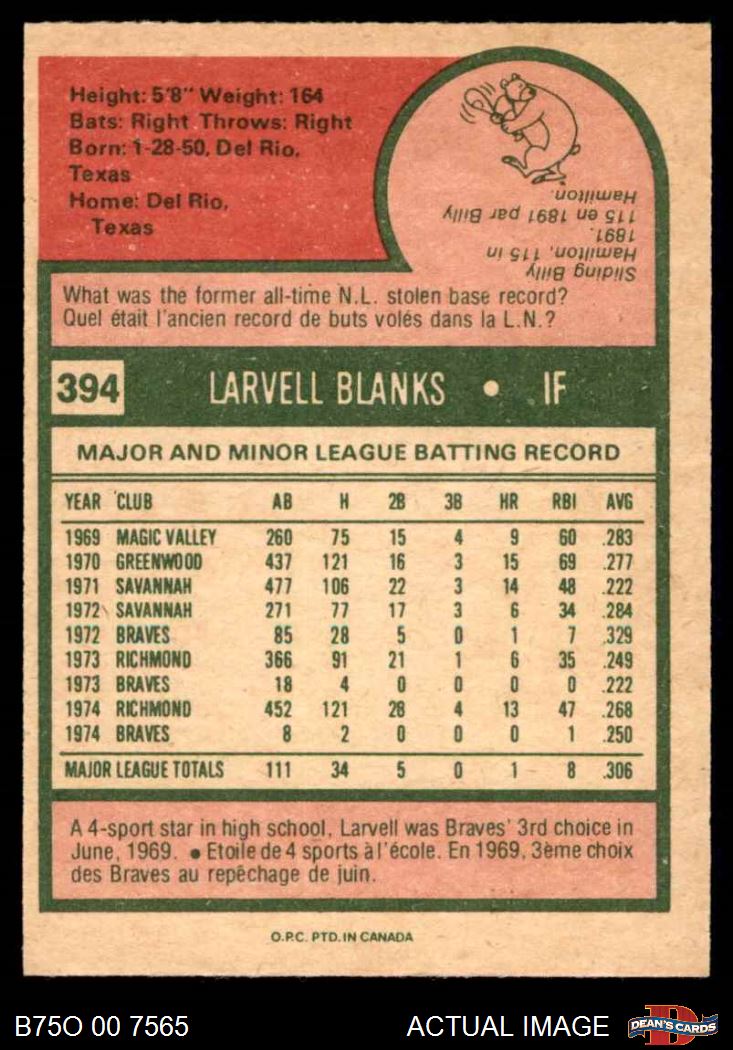 Height: 5'8" Weight: 164
Bats: Right Throws: Right
Born: 1-28-50, Del Rio,
Texas
Home: Del Rio,
Texas
Sliding Billy
Hamilton, 115 in
1891.
115 en 1891 par Billy
Hamilton.
What was the former all-time N.L. stolen base record?
Quel était l'ancien record de buts volés dans la L.N.?
394 LARVELL BLANKS • IF
MAJOR AND MINOR LEAGUE BATTING RECORD
YEAR CLUB AB H 2B 3B HR RBI AVG
1969 MAGIC VALLEY 260 75 15 4 9 60 .283
1970 GREENWOOD 437 121 16 3 15 69 .277
1971 SAVANNAH 477 106 22 3 14 48 .222
1972 SAVANNAH 271 77 17 3 6 34 .284
1972 BRAVES 85 28 5 0 1 7 .329
1973 RICHMOND 366 91 21 1 6 35 .249
1973 BRAVES 18 4 0 0 0 0 .222
1974 RICHMOND 452 121 28 4 13 47 .268
1974 BRAVES 8 2 0 0 0 1 .250
MAJOR LEAGUE TOTALS 111 34 5 0 1 8 .306
A 4-sport star in high school, Larvell was Braves' 3rd choice in
June, 1969. • Etoile de 4 sports à l'école. En 1969, 3ème choix
des Braves au repêchage de juin.
O.P.C. PTD. IN CANADA
B75O 00 7565 ACTUAL IMAGE D DEAN'S CARDS